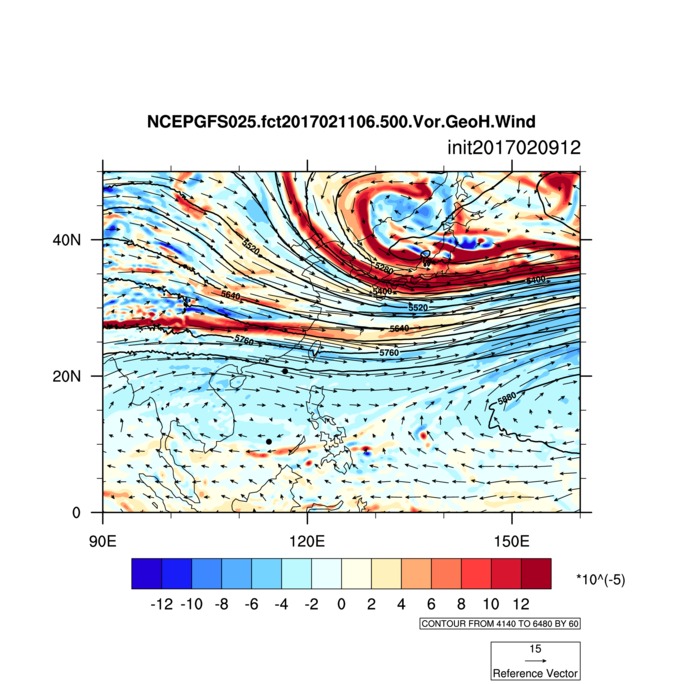 NCEPGFS025.fct2017021106.500.Vor.GeoH.Wind
init2017020912
40N
20N
0
90E 120E 150E
5520
5280
5400
5400
5640
5520
5640
5760
5760
5880
-12 -10 -8 -6 -4 -2 0 2 4 6 8 10 12
*10^(-5)
CONTOUR FROM 4140 TO 6480 BY 60
15
Reference Vector